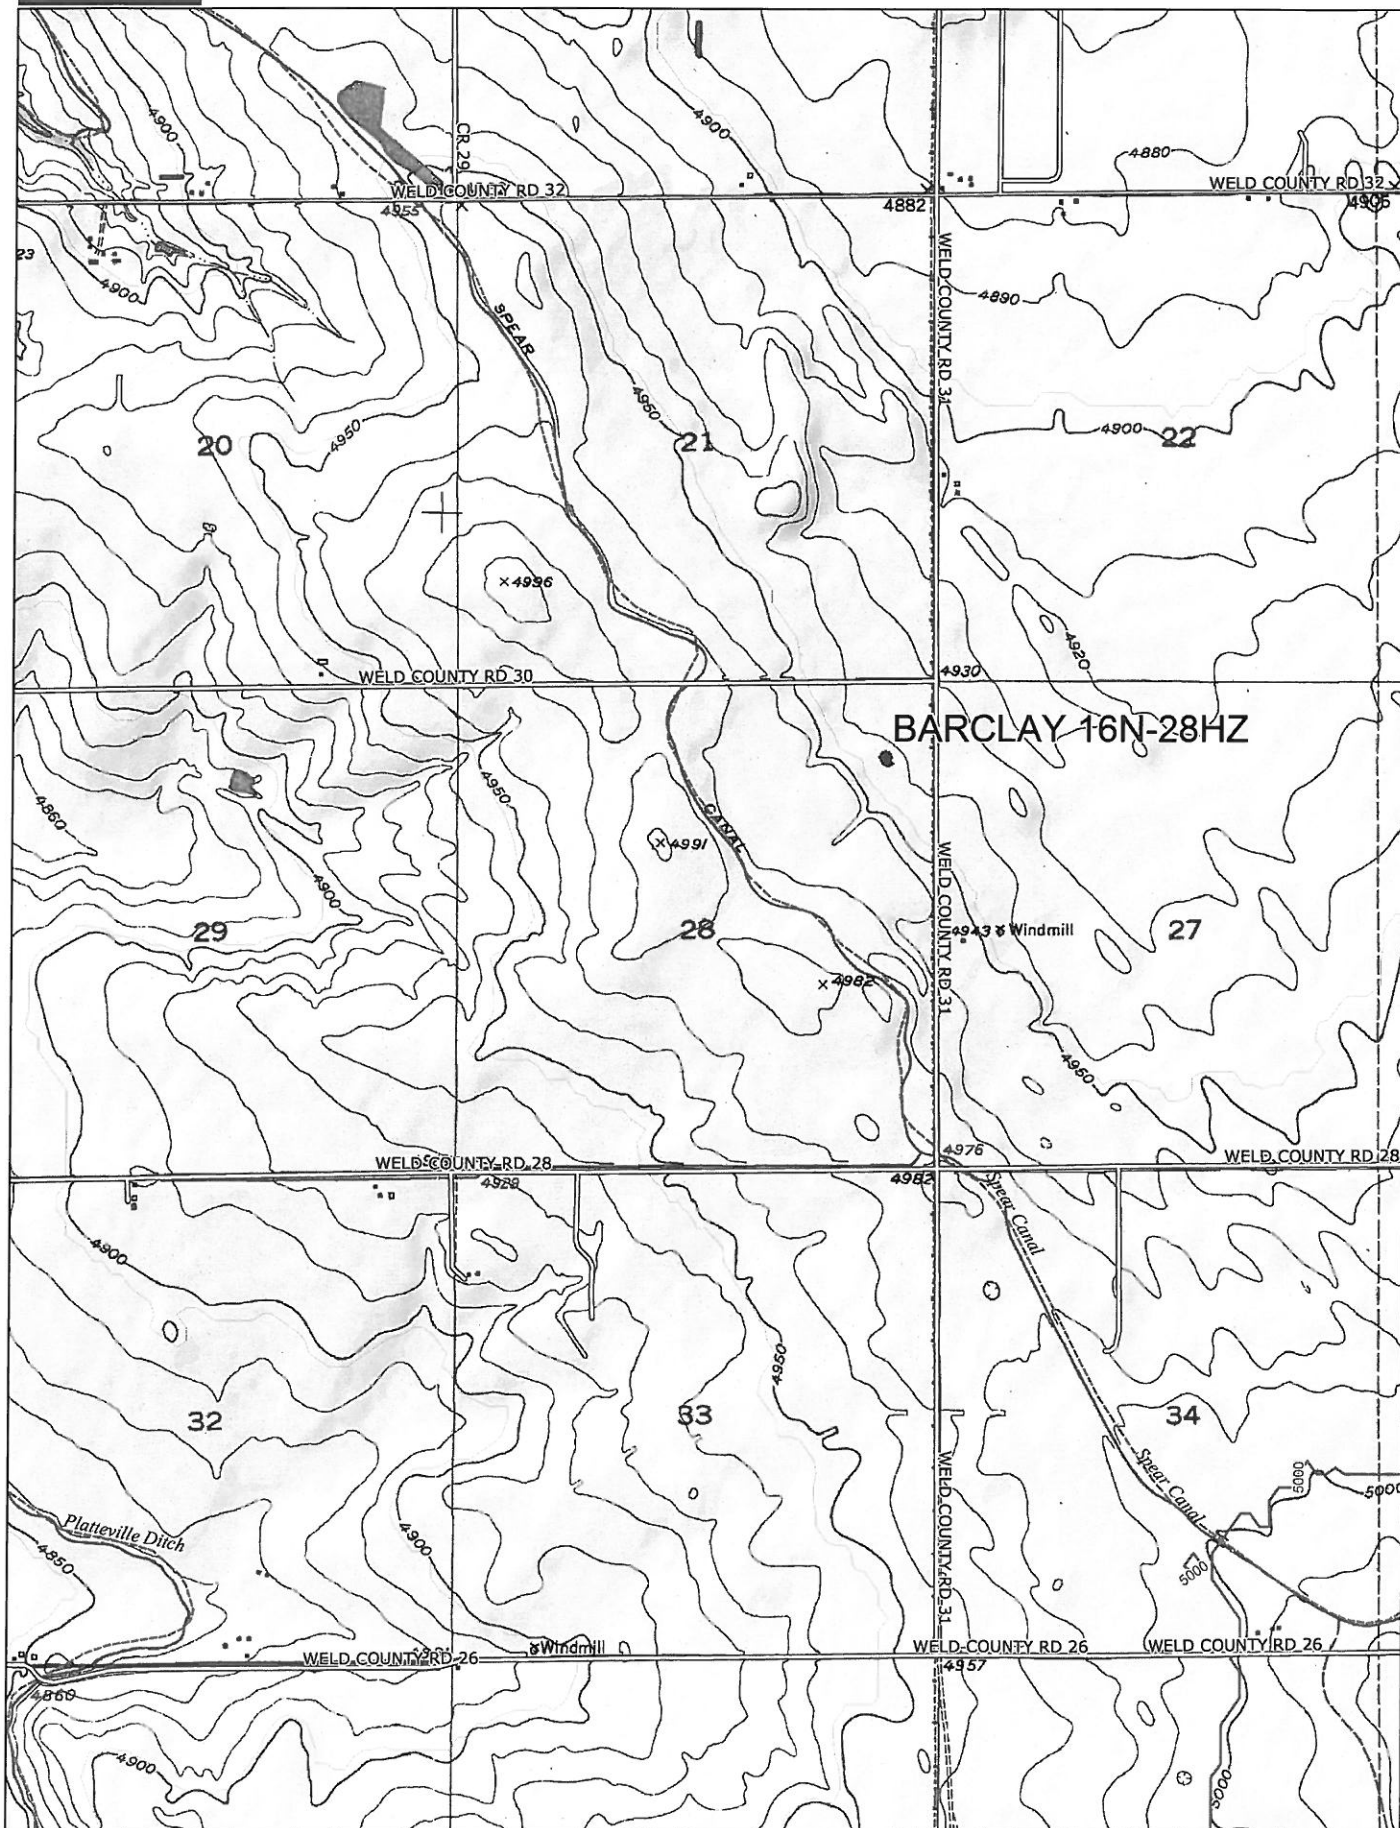 4900
4900
CR 29
4880
WELD COUNTY RD 32
WELD COUNTY RD 32
4955
4882
4905
23
4900
SPEAR
WELD COUNTY RD 31
4890
4950
4950
4900
20
21
22
4996
4920
WELD COUNTY RD 30
4930
BARCLAY 16N-28HZ
4860
4950
CANAL
4991
WELD COUNTY RD 31
4900
29
28
4943
Windmill
27
4982
4960
4976
WELD COUNTY RD 28
WELD COUNTY RD 28
4929
4982
Spear Canal
4900
4950
32
33
34
Spear Canal
WELD COUNTY RD 31
5000
5000
Platteville Ditch
4850
4900
5000
Windmill
WELD COUNTY RD 26
WELD COUNTY RD 26
WELD COUNTY RD 26
4860
4957
4900
5000